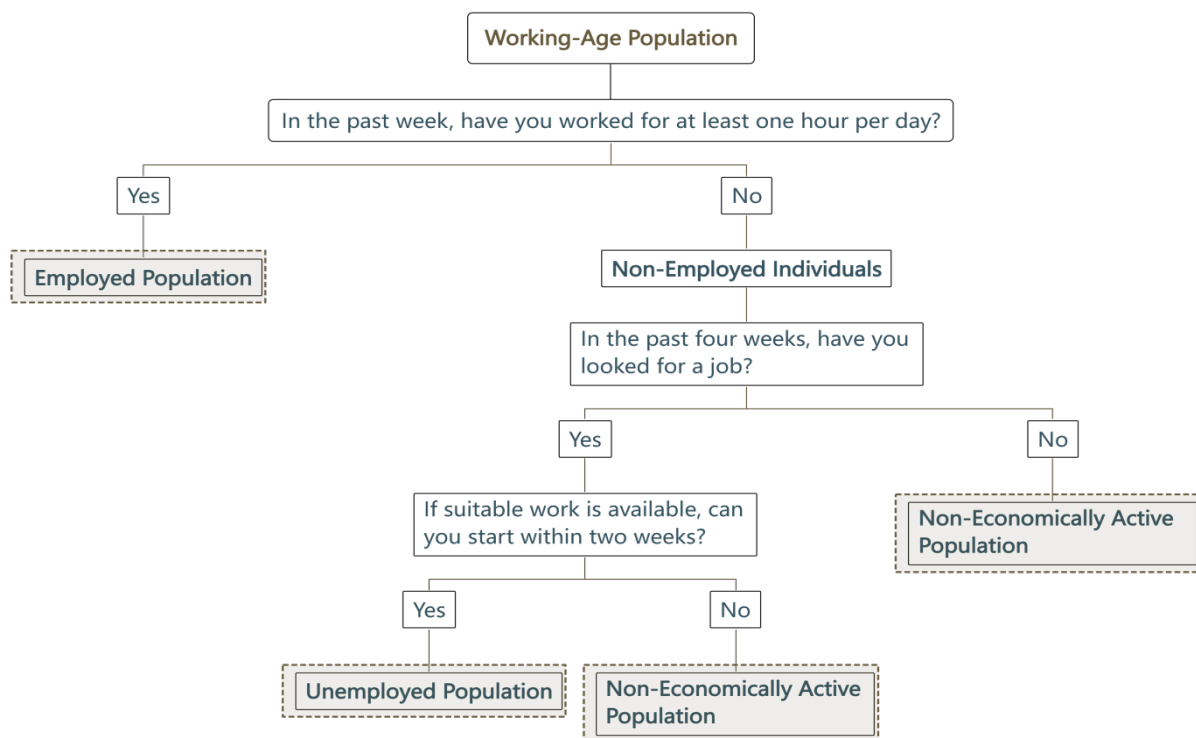 Working-Age Population
In the past week, have you worked for at least one hour per day?
Yes
No
Employed Population
Non-Employed Individuals
In the past four weeks, have you
looked for a job?
Yes
No
If suitable work is available, can
you start within two weeks?
Non-Economically Active
Population
Yes
No
Unemployed Population
Non-Economically Active
Population